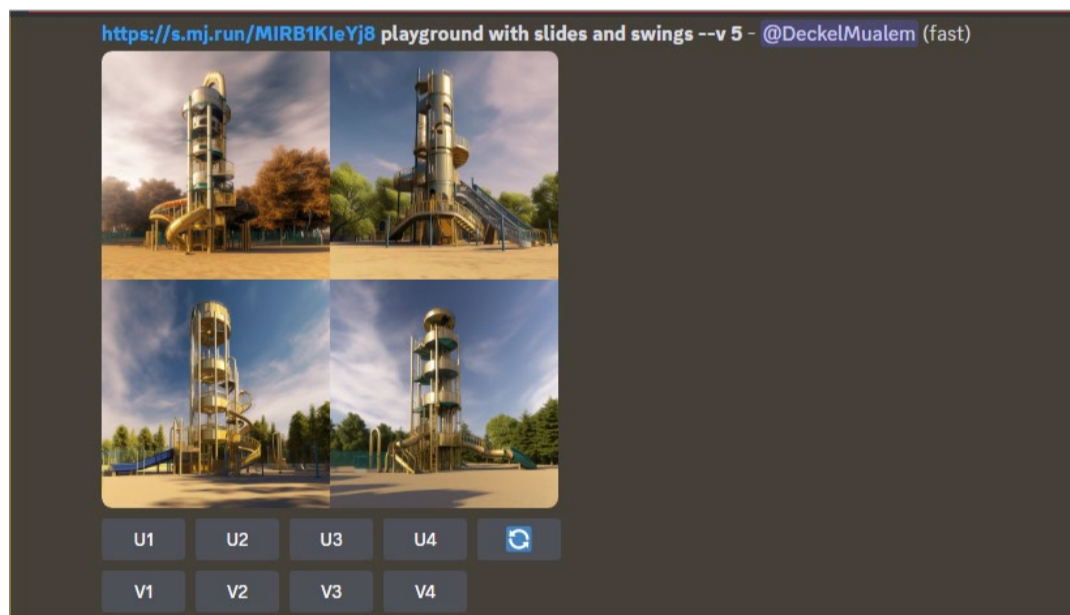 https://s.mj.run/MIRB1KIeYj8 playground with slides and swings --v 5 - @DeckelMualem (fast)
U1 U2 U3 U4
V1 V2 V3 V4